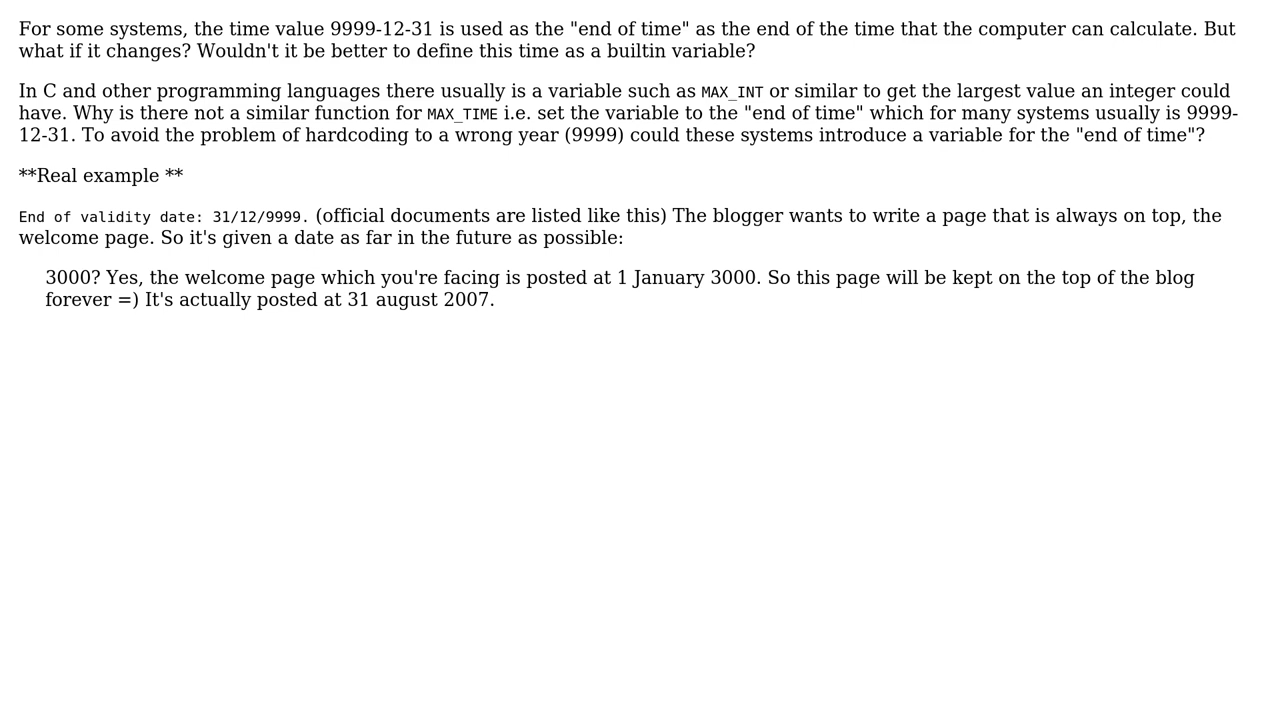 For some systems, the time value 9999-12-31 is used as the "end of time" as the end of the time that the computer can calculate. But
what if it changes? Wouldn't it be better to define this time as a builtin variable?
In C and other programming languages there usually is a variable such as MAX_INT or similar to get the largest value an integer could
have. Why is there not a similar function for MAX_TIME i.e. set the variable to the "end of time" which for many systems usually is 9999-
12-31. To avoid the problem of hardcoding to a wrong year (9999) could these systems introduce a variable for the "end of time"?
**Real example **
End of validity date: 31/12/9999. (official documents are listed like this) The blogger wants to write a page that is always on top, the
welcome page. So it's given a date as far in the future as possible:
3000? Yes, the welcome page which you're facing is posted at 1 January 3000. So this page will be kept on the top of the blog
forever =) It's actually posted at 31 august 2007.